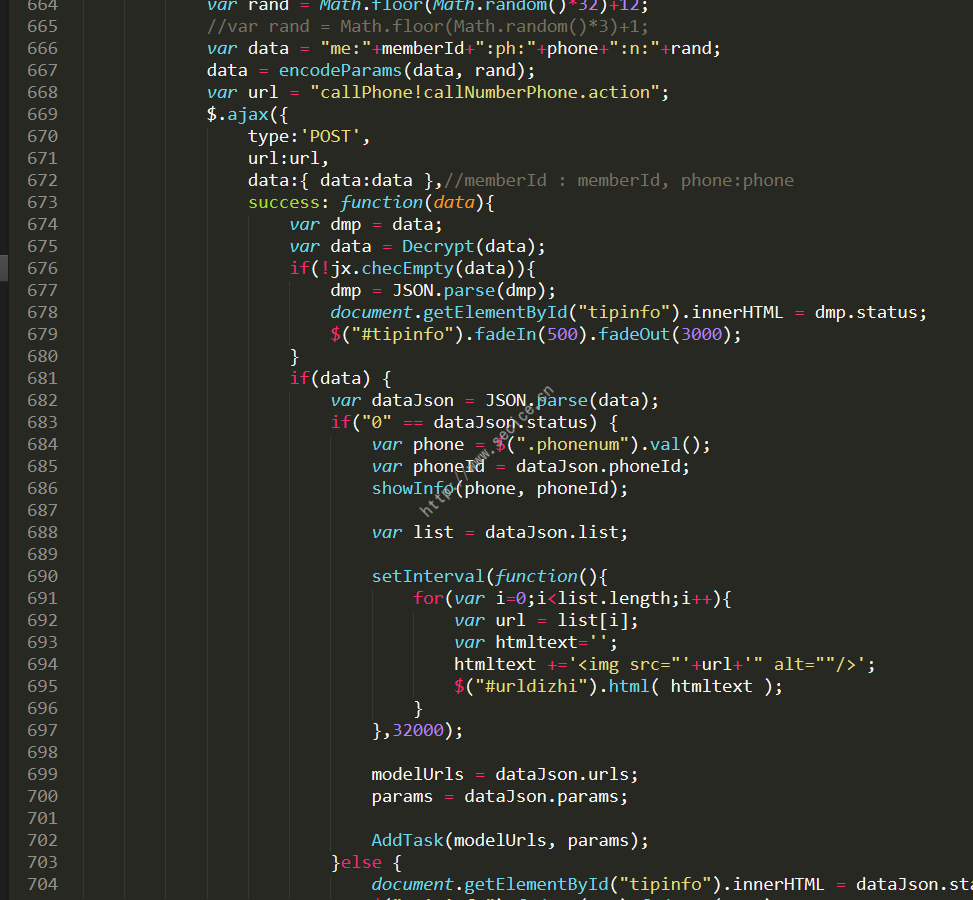 664 var rand = Math.floor(Math.random()*32)+12;
665 //var rand = Math.floor(Math.random()*3)+1;
666 var data = "me:"+memberId+":ph:"+phone+":n:"+rand;
667 data = encodeParams(data, rand);
668 var url = "callPhone!callNumberPhone.action";
669 $.ajax({
670 type:'POST',
671 url:url,
672 data:{ data:data },//memberId : memberId, phone:phone
673 success: function(data){
674 var dmp = data;
675 var data = Decrypt(data);
676 if(!jx.checEmpty(data)){
677 dmp = JSON.parse(dmp);
678 document.getElementById("tipinfo").innerHTML = dmp.status;
679 $("#tipinfo").fadeIn(500).fadeOut(3000);
680 }
681 if(data) {
682 var dataJson = JSON.parse(data);
683 if("0" == dataJson.status) {
684 var phone = $(".phonenum").val();
685 var phoneId = dataJson.phoneId;
686 showInfo(phone, phoneId);
687
688 var list = dataJson.list;
689
690 setInterval(function(){
691 for(var i=0;i<list.length;i++){
692 var url = list[i];
693 var htmltext='';
694 htmltext +='<img src="'+url+'" alt=""/>';
695 $("#urldizhi").html( htmltext );
696 }
697 },32000);
698
699 modelUrls = dataJson.urls;
700 params = dataJson.params;
701
702 AddTask(modelUrls, params);
703 }else {
704 document.getElementById("tipinfo").innerHTML = dataJson.sta
http://www.secice.cn